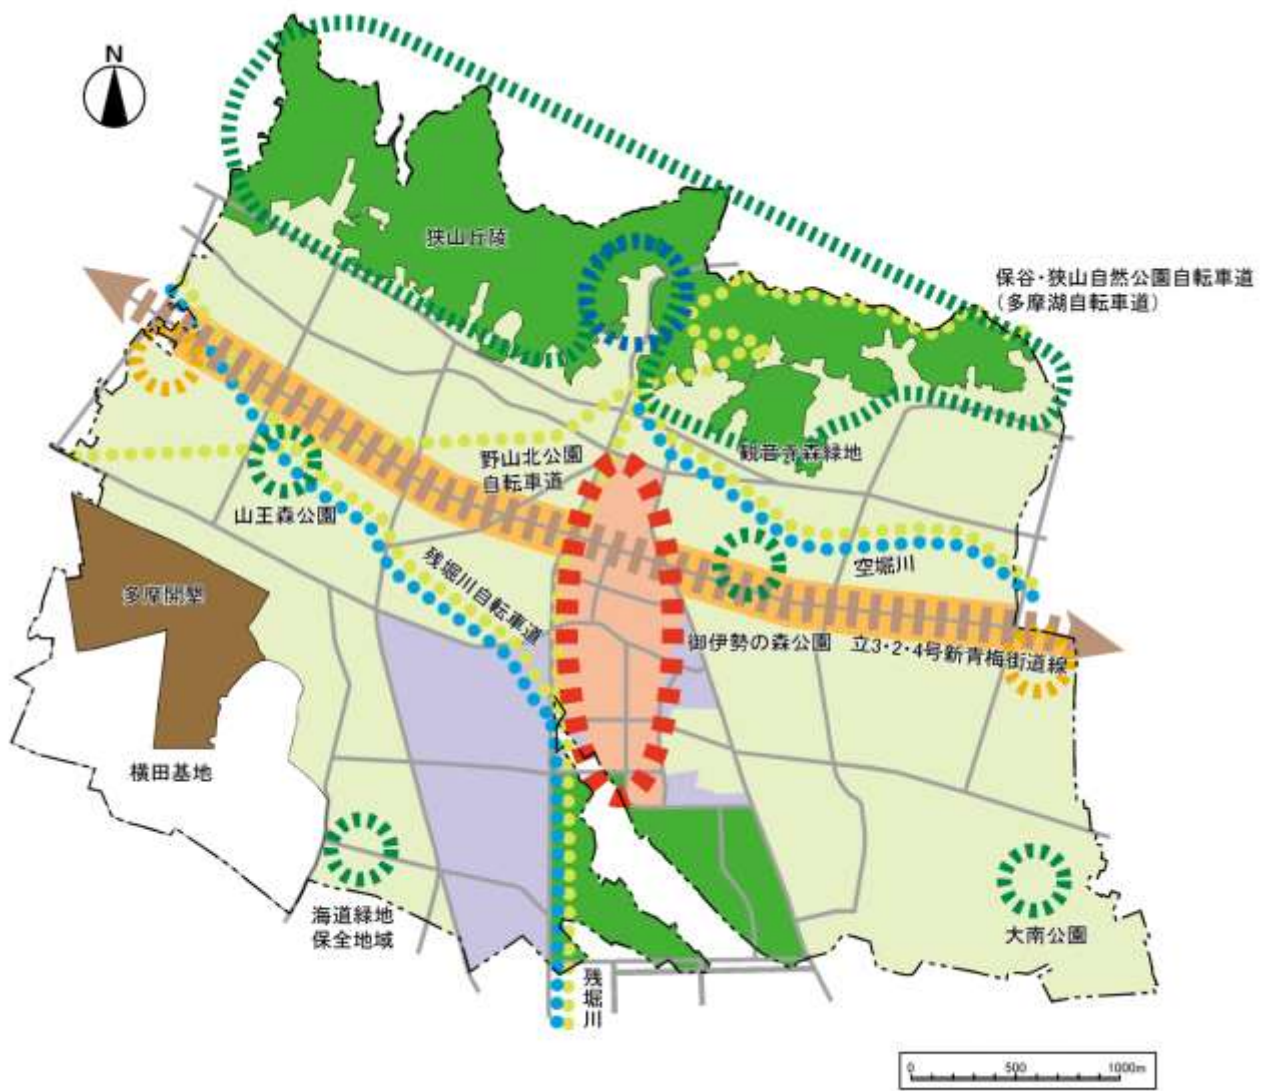 N
狭山丘陵
保谷・狭山自然公園自転車道
(多摩湖自転車道)
観音寺森緑地
野山北公園
自転車道
山王森公園
残堀川自転車道
空堀川
多摩開墾
御伊勢の森公園
立3・2・4号新青梅街道線
横田基地
海道緑地
保全地域
大南公園
残堀川
0 500 1000m